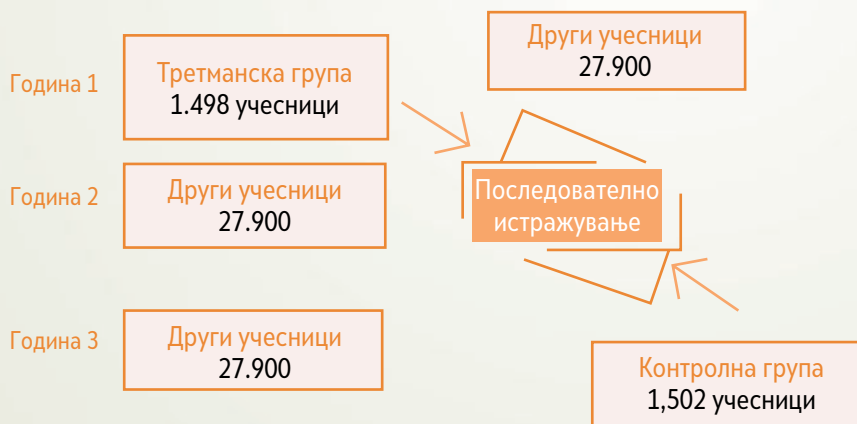 Други учесници
27.900
Година 1
Третманска група
1.498 учесници
Година 2
Други учесници
27.900
Последователно
истражување
Година 3
Други учесници
27.900
Контролна група
1,502 учесници